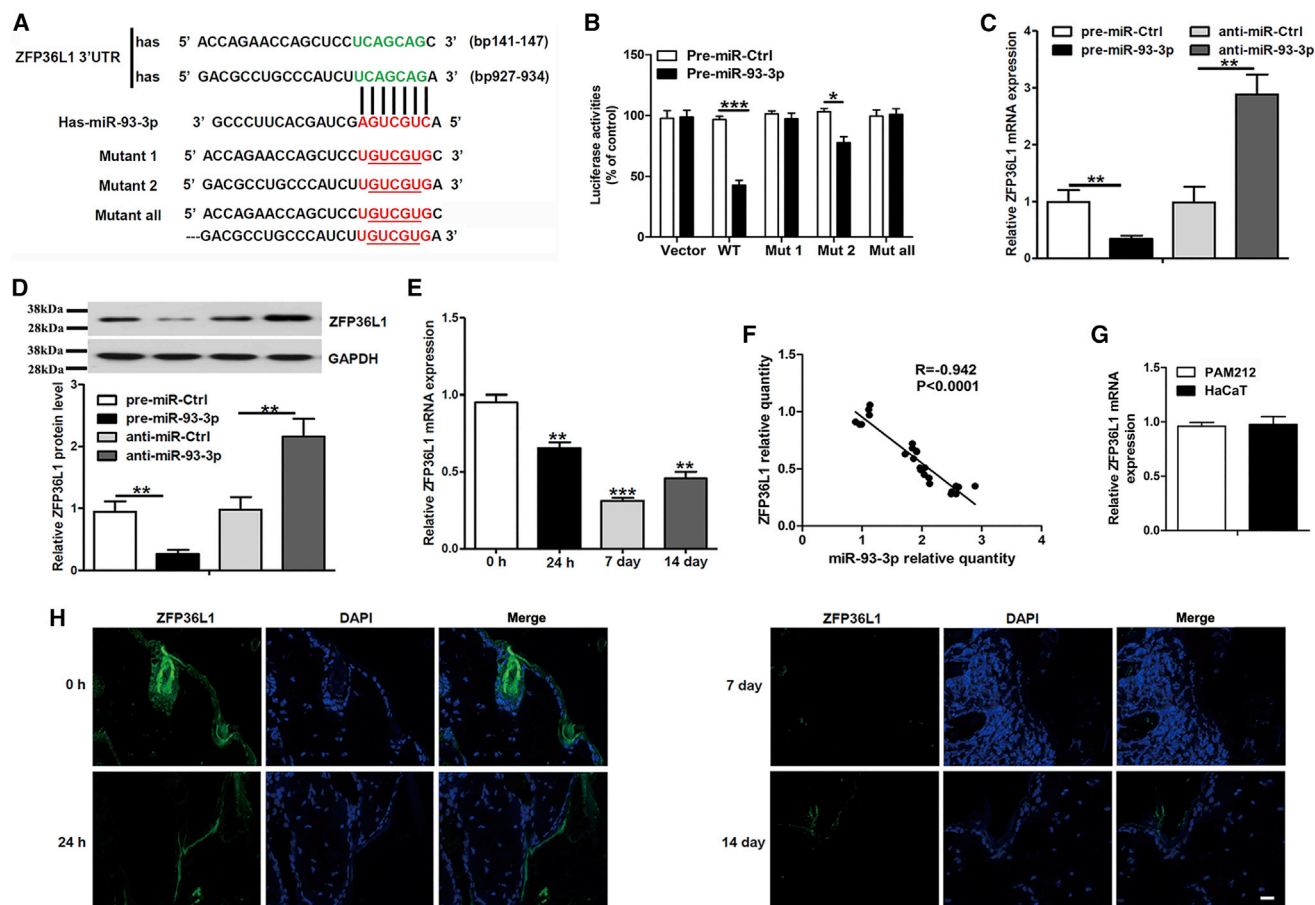 A
ZFP36L1 3'UTR
has 5' ACCAGAACCAGCUCCUCAGCAGC 3' (bp141-147)
has 5' GACGCCUGCCCAUCUUCAGCAGA 3' (bp927-934)
Has-miR-93-3p 3' GCCCUUCACGAUCGAGUCGUCA 5'
Mutant 1 5' ACCAGAACCAGCUCCUGUCGUGC 3'
Mutant 2 5' GACGCCUGCCCAUCUUGUCGUGA 3'
Mutant all 5' ACCAGAACCAGCUCCUGUCGUGC
---GACGCCUGCCCAUCUUGUCGUGA 3'
B
Luciferase activities
(% of control)
150
100
50
0
Pre-miR-Ctrl
Pre-miR-93-3p
***
*
Vector WT Mut 1 Mut 2 Mut all
C
Relative ZFP36L1 mRNA expression
4
3
2
1
0
pre-miR-Ctrl
pre-miR-93-3p
anti-miR-Ctrl
anti-miR-93-3p
**
**
D
38kDa
28kDa
ZFP36L1
38kDa
28kDa
GAPDH
Relative ZFP36L1 protein level
3
2
1
0
pre-miR-Ctrl
pre-miR-93-3p
anti-miR-Ctrl
anti-miR-93-3p
**
**
E
Relative ZFP36L1 mRNA expression
1.5
1.0
0.5
0.0
**
***
**
0 h 24 h 7 day 14 day
F
ZFP36L1 relative quantity
1.5
1.0
0.5
0.0
R=-0.942
P<0.0001
0 1 2 3 4
miR-93-3p relative quantity
G
Relative ZFP36L1 mRNA
expression
1.5
1.0
0.5
0.0
PAM212
HaCaT
H
ZFP36L1 DAPI Merge
0 h
24 h
ZFP36L1 DAPI Merge
7 day
14 day